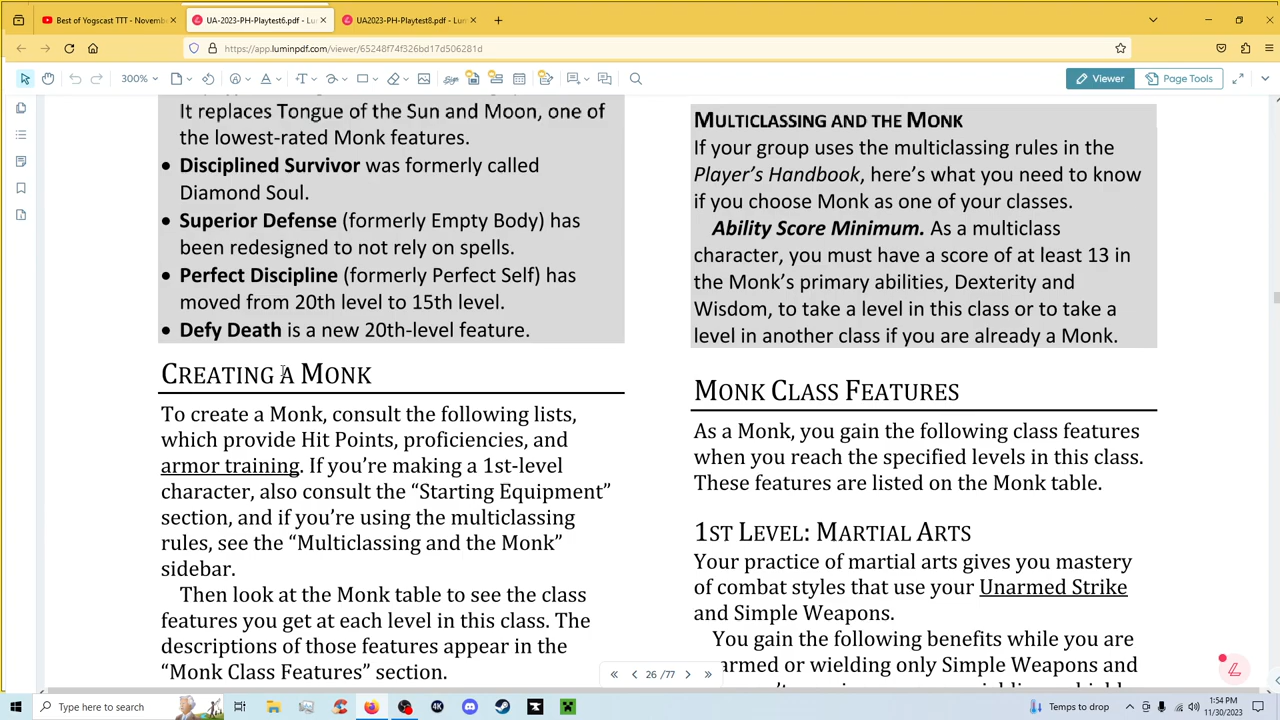 Best of Yogscast TTT - Novemb
UA-2023-PH-Playtest6.pdf - Lu
UA2023-PH-Playtest8.pdf - Lum
https://app.luminpdf.com/viewer/65248f74f326bd17d506281d
300%
Viewer
Page Tools
It replaces Tongue of the Sun and Moon, one of
the lowest-rated Monk features.
• Disciplined Survivor was formerly called
Diamond Soul.
• Superior Defense (formerly Empty Body) has
been redesigned to not rely on spells.
• Perfect Discipline (formerly Perfect Self) has
moved from 20th level to 15th level.
• Defy Death is a new 20th-level feature.
CREATING A MONK
To create a Monk, consult the following lists,
which provide Hit Points, proficiencies, and
armor training. If you’re making a 1st-level
character, also consult the “Starting Equipment”
section, and if you’re using the multiclassing
rules, see the “Multiclassing and the Monk”
sidebar.
Then look at the Monk table to see the class
features you get at each level in this class. The
descriptions of those features appear in the
“Monk Class Features” section.
MULTICLASSING AND THE MONK
If your group uses the multiclassing rules in the
Player’s Handbook, here’s what you need to know
if you choose Monk as one of your classes.
Ability Score Minimum. As a multiclass
character, you must have a score of at least 13 in
the Monk’s primary abilities, Dexterity and
Wisdom, to take a level in this class or to take a
level in another class if you are already a Monk.
MONK CLASS FEATURES
As a Monk, you gain the following class features
when you reach the specified levels in this class.
These features are listed on the Monk table.
1ST LEVEL: MARTIAL ARTS
Your practice of martial arts gives you mastery
of combat styles that use your Unarmed Strike
and Simple Weapons.
You gain the following benefits while you are
armed or wielding only Simple Weapons and
26 /77
Type here to search
Temps to drop
1:54 PM
11/30/2023